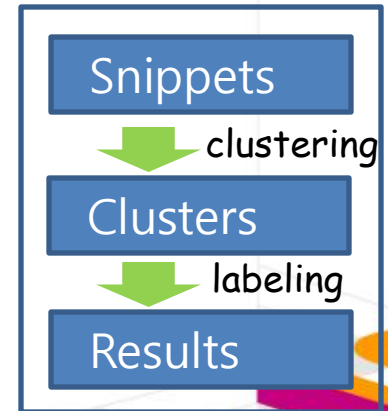 Snippets
clustering
Clusters
labeling
Results